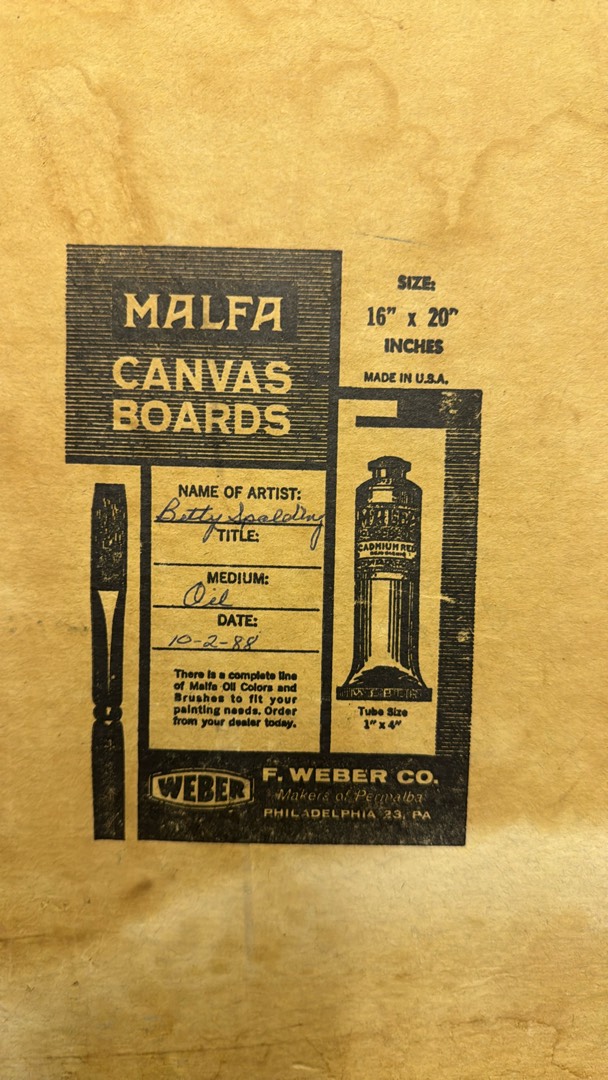 MALFA
CANVAS
BOARDS
SIZE:
16” x 20”
INCHES
MADE IN U.S.A.
NAME OF ARTIST:
Betty Spalding
TITLE:
MEDIUM:
Oil
DATE:
10-2-88
There is a complete line
of Malfa Oil Colors and
Brushes to fit your
painting needs. Order
from your dealer today.
MALFA
CADMIUM RED
WEBER
Tube Size
1” x 4”
WEBER
F. WEBER CO.
Makers of Permalba
PHILADELPHIA 23, PA